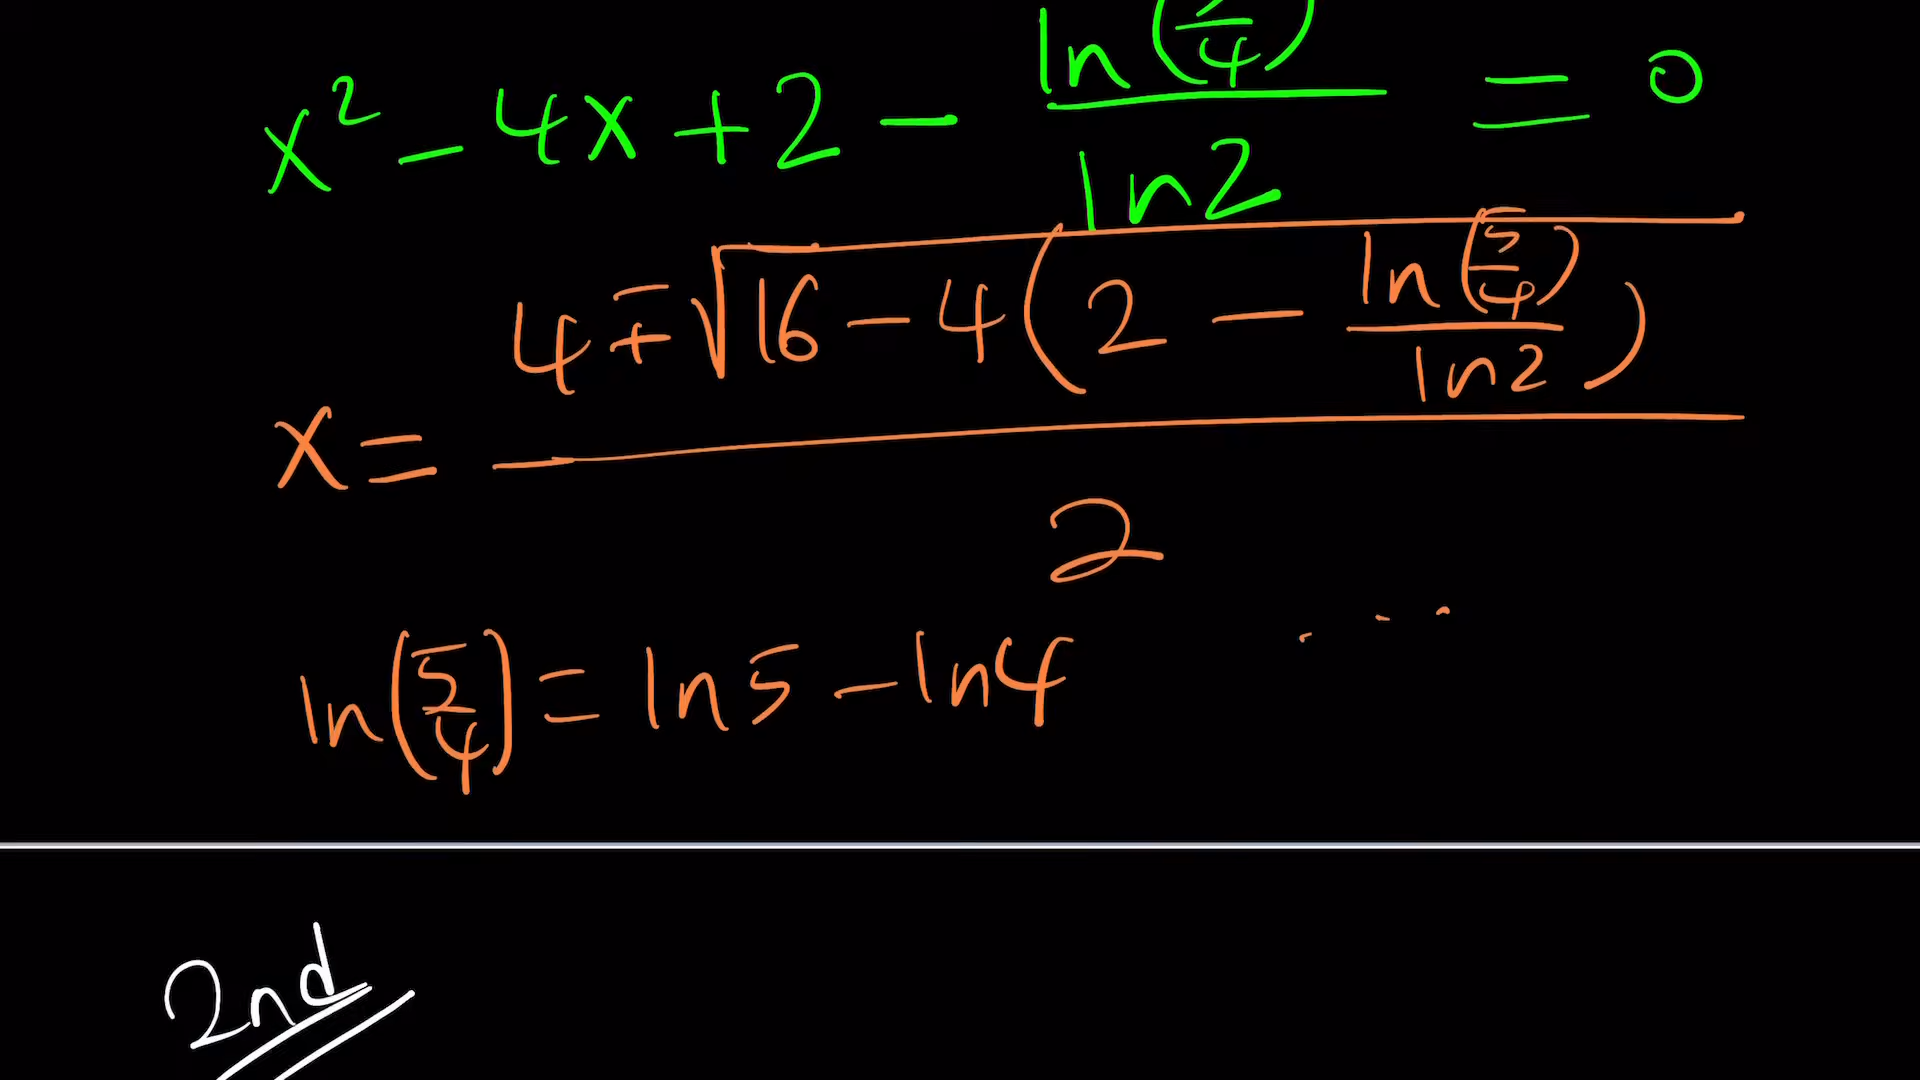 x² - 4x + 2 - ln(5/4)/ln2 = 0
x = (4 ∓ √(16 - 4(2 - ln(5/4)/ln2)))/2
ln(5/4) = ln5 - ln4 ...
2nd